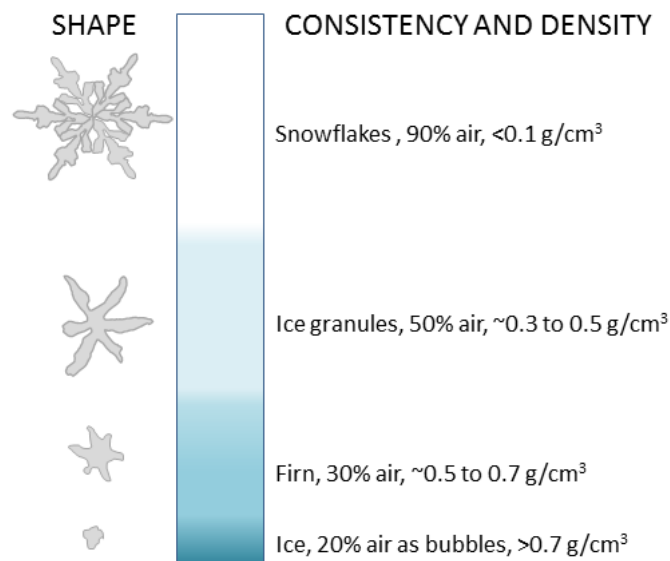 SHAPE CONSISTENCY AND DENSITY
Snowflakes , 90% air, <0.1 g/cm³
Ice granules, 50% air, ~0.3 to 0.5 g/cm³
Firn, 30% air, ~0.5 to 0.7 g/cm³
Ice, 20% air as bubbles, >0.7 g/cm³